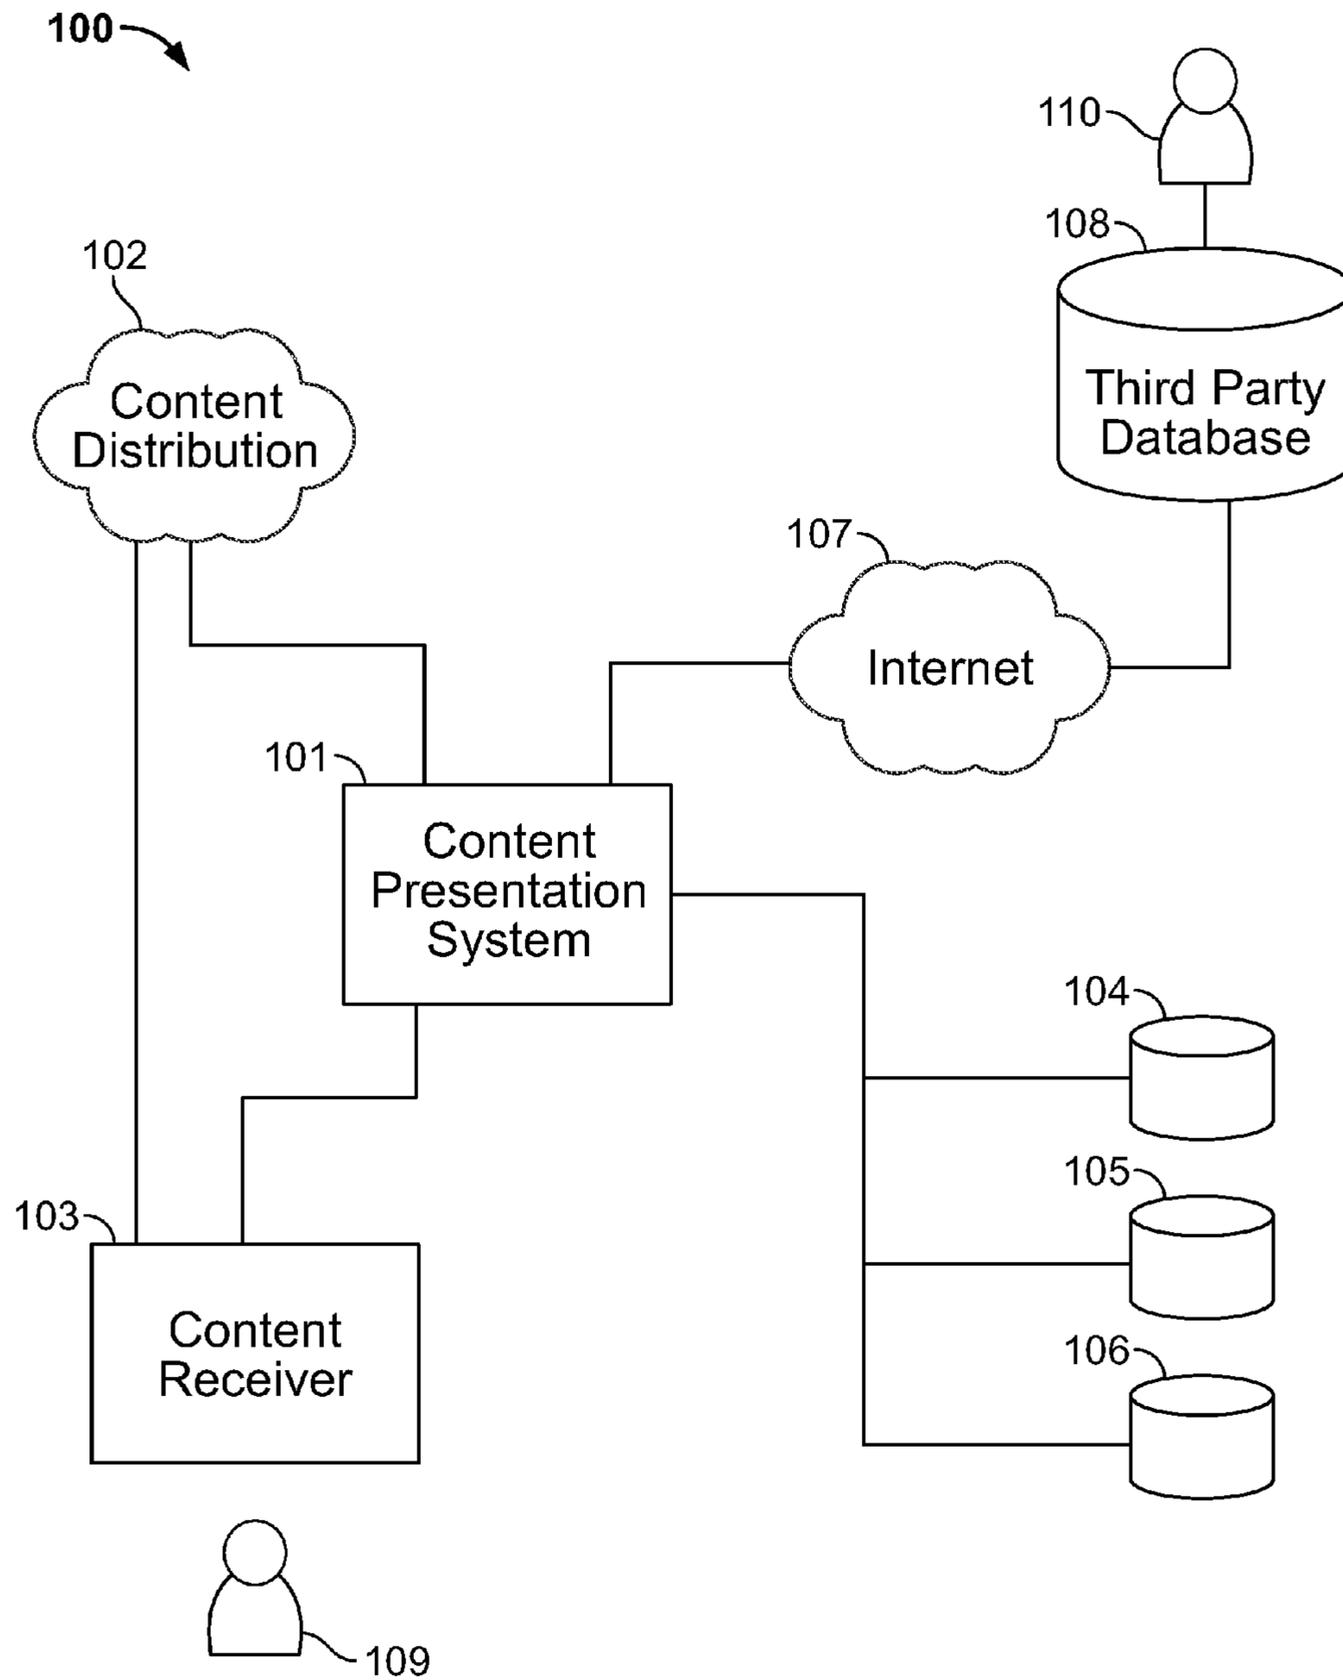 100
110
108
102
Third Party
Database
Content
Distribution
107
Internet
101
Content
Presentation
System
104
105
103
106
Content
Receiver
109